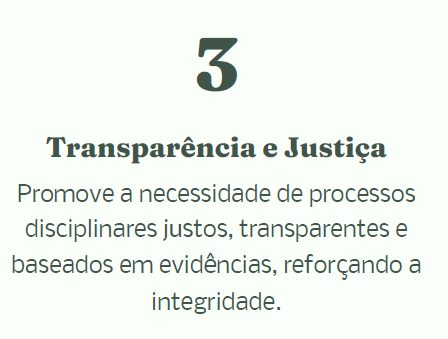 3
Transparência e Justiça
Promove a necessidade de processos
disciplinares justos, transparentes e
baseados em evidências, reforçando a
integridade.